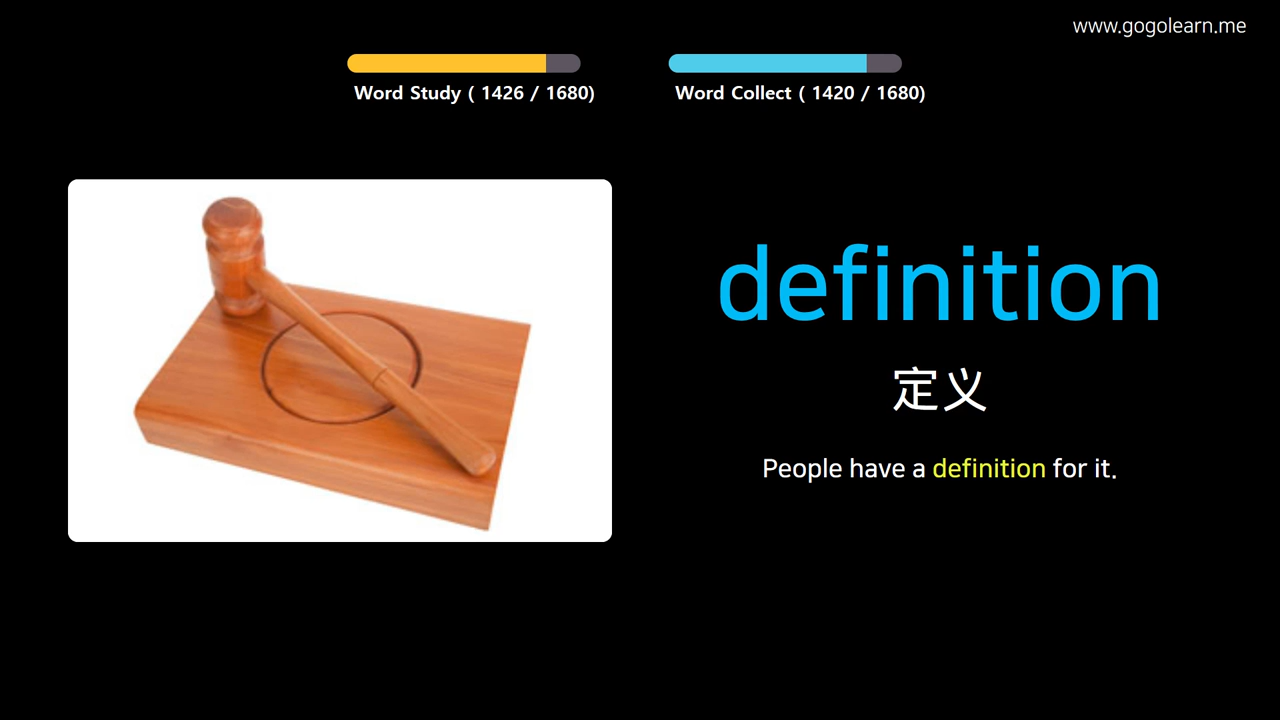 www.gogolearn.me
Word Study ( 1426 / 1680)
Word Collect ( 1420 / 1680)
definition
定义
People have a definition for it.